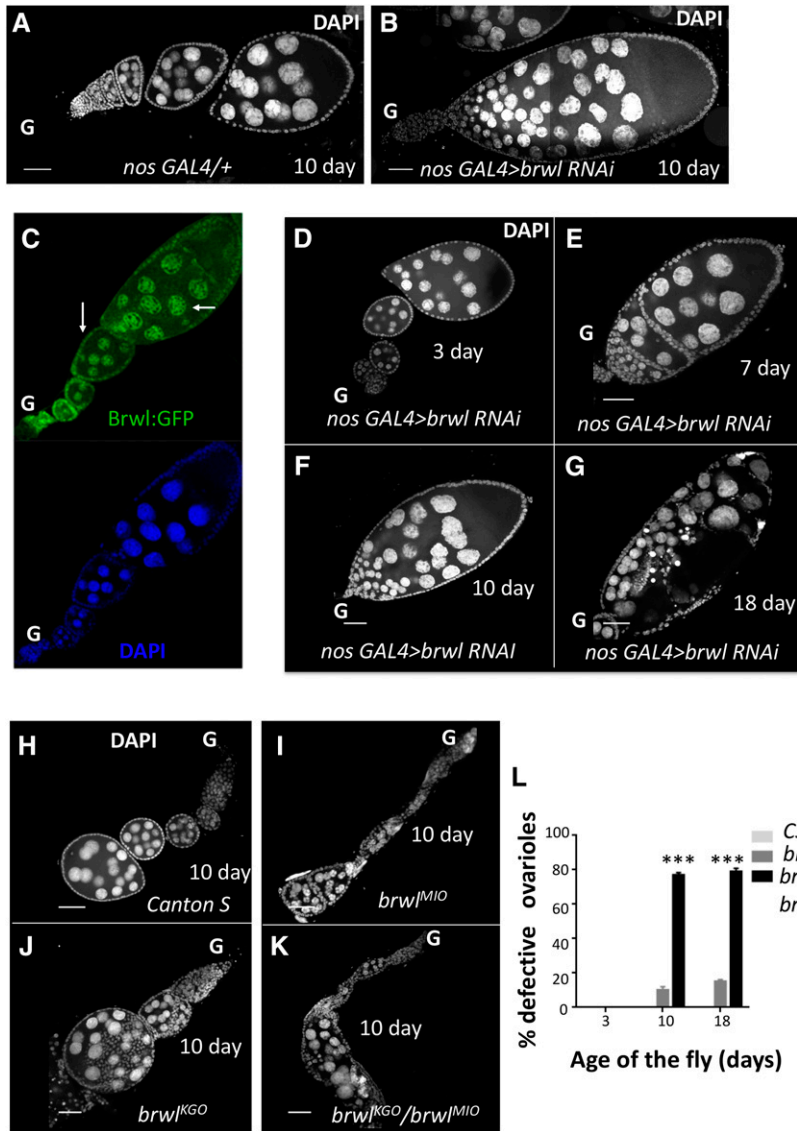 A
DAPI
G
nos GAL4/+
10 day
B
DAPI
G
nos GAL4>brwl RNAi
10 day
C
G
Brwl:GFP
G
DAPI
D
DAPI
3 day
G
nos GAL4>brwl RNAi
E
G
7 day
nos GAL4>brwl RNAi
F
10 day
G
nos GAL4>brwl RNAI
G
18 day
G
nos GAL4>brwl RNAi
H
DAPI
G
10 day
Canton S
I
G
10 day
brwl^MIO
J
G
10 day
brwl^KGO
K
G
10 day
brwl^KGO/brwl^MIO
L
% defective ovarioles
100
80
60
40
20
0
*** ***
3 10 18
Age of the fly (days)
C
b
br
br